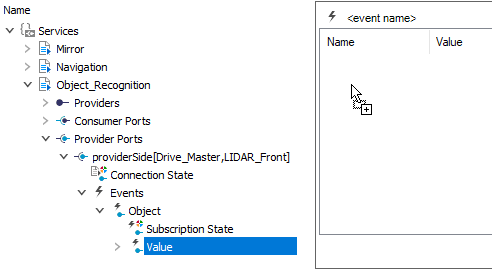 Name
Services
Mirror
Navigation
Object_Recognition
Providers
Consumer Ports
Provider Ports
providerSide[Drive_Master,LIDAR_Front]
Connection State
Events
Object
Subscription State
Value
<event name>
Name Value